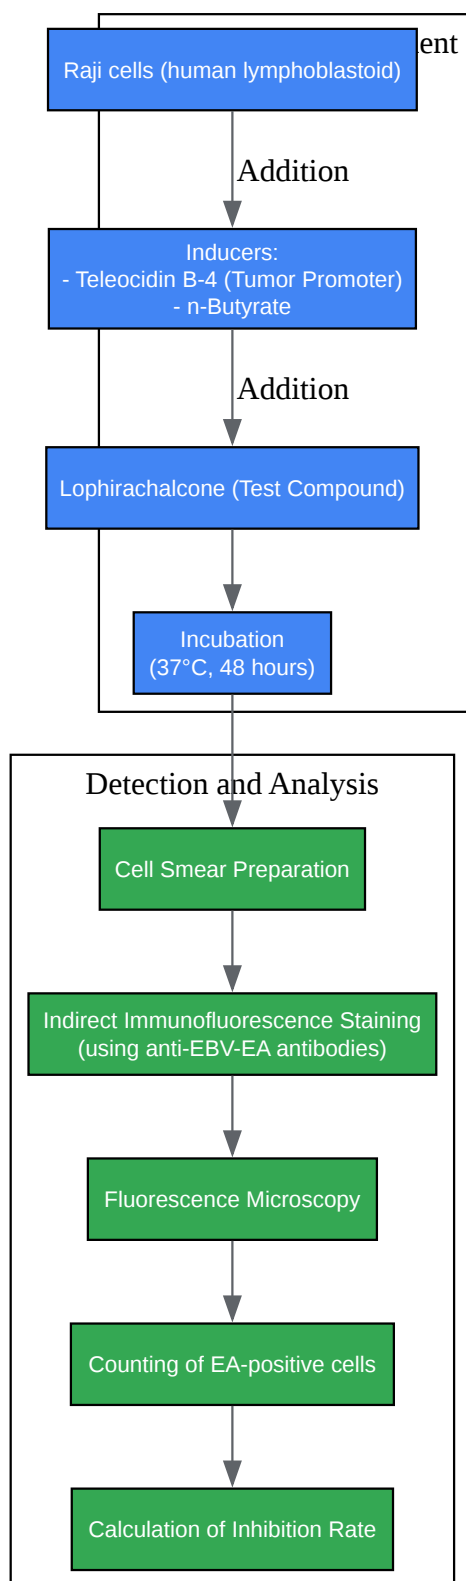 Raji cells (human lymphoblastoid)
Addition
Inducers:
- Teleocidin B-4 (Tumor Promoter)
- n-Butyrate
Addition
Lophirachalcone (Test Compound)
Incubation
(37°C, 48 hours)
Detection and Analysis
Cell Smear Preparation
Indirect Immunofluorescence Staining
(using anti-EBV-EA antibodies)
Fluorescence Microscopy
Counting of EA-positive cells
Calculation of Inhibition Rate